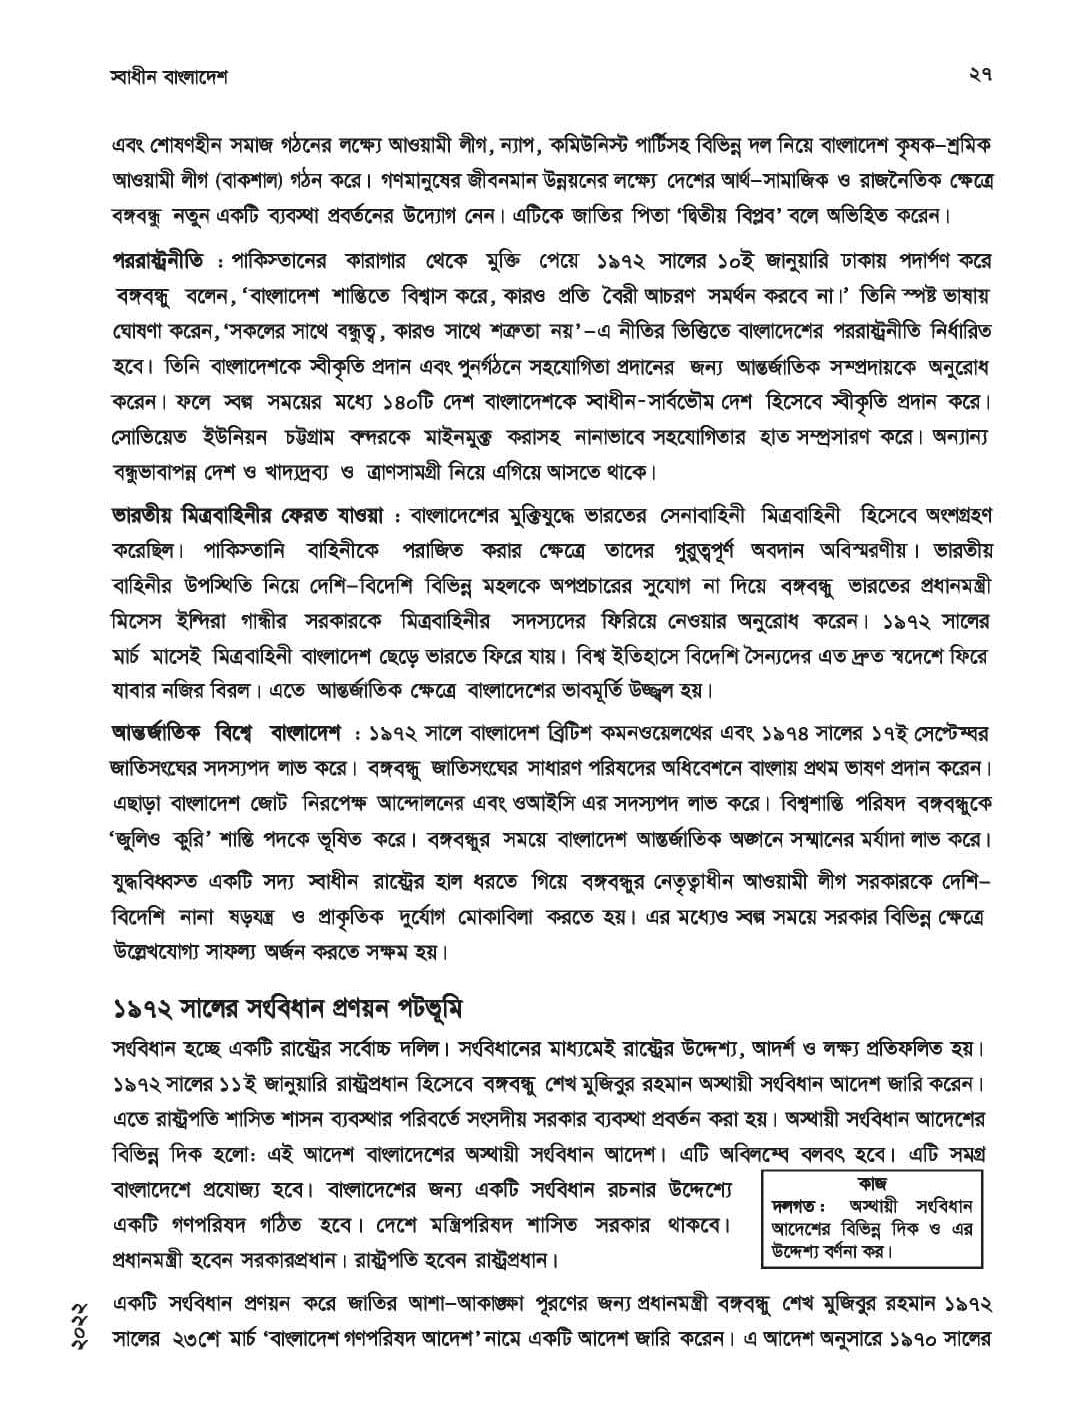 স্বাধীন বাংলাদেশ ২৭
এবং শোষণহীন সমাজ গঠনের লক্ষ্যে আওয়ামী লীগ, ন্যাপ, কমিউনিস্ট পার্টিসহ বিভিন্ন দল নিয়ে বাংলাদেশ কৃষক–শ্রমিক
আওয়ামী লীগ (বাকশাল) গঠন করে। গণমানুষের জীবনমান উন্নয়নের লক্ষ্যে দেশের আর্থ–সামাজিক ও রাজনৈতিক ক্ষেত্রে
বঙ্গবন্ধু নতুন একটি ব্যবস্থা প্রবর্তনের উদ্যোগ নেন। এটিকে জাতির পিতা ‘দ্বিতীয় বিপ্লব’ বলে অভিহিত করেন।
পররাষ্ট্রনীতি : পাকিস্তানের কারাগার থেকে মুক্তি পেয়ে ১৯৭২ সালের ১০ই জানুয়ারি ঢাকায় পদার্পণ করে
বঙ্গবন্ধু বলেন, ‘বাংলাদেশ শান্তিতে বিশ্বাস করে, কারও প্রতি বৈরী আচরণ সমর্থন করবে না।’ তিনি স্পষ্ট ভাষায়
ঘোষণা করেন, ‘সকলের সাথে বন্ধুত্ব, কারও সাথে শত্রুতা নয়’–এ নীতির ভিত্তিতে বাংলাদেশের পররাষ্ট্রনীতি নির্ধারিত
হবে। তিনি বাংলাদেশকে স্বীকৃতি প্রদান এবং পুনর্গঠনে সহযোগিতা প্রদানের জন্য আন্তর্জাতিক সম্প্রদায়কে অনুরোধ
করেন। ফলে স্বল্প সময়ের মধ্যে ১৪০টি দেশ বাংলাদেশকে স্বাধীন-সার্বভৌম দেশ হিসেবে স্বীকৃতি প্রদান করে।
সোভিয়েত ইউনিয়ন চট্টগ্রাম বন্দরকে মাইনমুক্ত করাসহ নানাভাবে সহযোগিতার হাত সম্প্রসারণ করে। অন্যান্য
বন্ধুভাবাপন্ন দেশ ও খাদ্যদ্রব্য ও ত্রাণসামগ্রী নিয়ে এগিয়ে আসতে থাকে।
ভারতীয় মিত্রবাহিনীর ফেরত যাওয়া : বাংলাদেশের মুক্তিযুদ্ধে ভারতের সেনাবাহিনী মিত্রবাহিনী হিসেবে অংশগ্রহণ
করেছিল। পাকিস্তানি বাহিনীকে পরাজিত করার ক্ষেত্রে তাদের গুরুত্বপূর্ণ অবদান অবিস্মরণীয়। ভারতীয়
বাহিনীর উপস্থিতি নিয়ে দেশি–বিদেশি বিভিন্ন মহলকে অপপ্রচারের সুযোগ না দিয়ে বঙ্গবন্ধু ভারতের প্রধানমন্ত্রী
মিসেস ইন্দিরা গান্ধীর সরকারকে মিত্রবাহিনীর সদস্যদের ফিরিয়ে নেওয়ার অনুরোধ করেন। ১৯৭২ সালের
মার্চ মাসেই মিত্রবাহিনী বাংলাদেশ ছেড়ে ভারতে ফিরে যায়। বিশ্ব ইতিহাসে বিদেশি সৈন্যদের এত দ্রুত স্বদেশে ফিরে
যাবার নজির বিরল। এতে আন্তর্জাতিক ক্ষেত্রে বাংলাদেশের ভাবমূর্তি উজ্জ্বল হয়।
আন্তর্জাতিক বিশ্বে বাংলাদেশ : ১৯৭২ সালে বাংলাদেশ ব্রিটিশ কমনওয়েলথের এবং ১৯৭৪ সালের ১৭ই সেপ্টেম্বর
জাতিসংঘের সদস্যপদ লাভ করে। বঙ্গবন্ধু জাতিসংঘের সাধারণ পরিষদের অধিবেশনে বাংলায় প্রথম ভাষণ প্রদান করেন।
এছাড়া বাংলাদেশ জোট নিরপেক্ষ আন্দোলনের এবং ওআইসি এর সদস্যপদ লাভ করে। বিশ্বশান্তি পরিষদ বঙ্গবন্ধুকে
‘জুলিও কুরি’ শান্তি পদকে ভূষিত করে। বঙ্গবন্ধুর সময়ে বাংলাদেশ আন্তর্জাতিক অঙ্গনে সম্মানের মর্যাদা লাভ করে।
যুদ্ধবিধ্বস্ত একটি সদ্য স্বাধীন রাষ্ট্রের হাল ধরতে গিয়ে বঙ্গবন্ধুর নেতৃত্বাধীন আওয়ামী লীগ সরকারকে দেশি–
বিদেশি নানা ষড়যন্ত্র ও প্রাকৃতিক দুর্যোগ মোকাবিলা করতে হয়। এর মধ্যেও স্বল্প সময়ে সরকার বিভিন্ন ক্ষেত্রে
উল্লেখযোগ্য সাফল্য অর্জন করতে সক্ষম হয়।
১৯৭২ সালের সংবিধান প্রণয়ন পটভূমি
সংবিধান হচ্ছে একটি রাষ্ট্রের সর্বোচ্চ দলিল। সংবিধানের মাধ্যমেই রাষ্ট্রের উদ্দেশ্য, আদর্শ ও লক্ষ্য প্রতিফলিত হয়।
১৯৭২ সালের ১১ই জানুয়ারি রাষ্ট্রপ্রধান হিসেবে বঙ্গবন্ধু শেখ মুজিবুর রহমান অস্থায়ী সংবিধান আদেশ জারি করেন।
এতে রাষ্ট্রপতি শাসিত শাসন ব্যবস্থার পরিবর্তে সংসদীয় সরকার ব্যবস্থা প্রবর্তন করা হয়। অস্থায়ী সংবিধান আদেশের
বিভিন্ন দিক হলো: এই আদেশ বাংলাদেশের অস্থায়ী সংবিধান আদেশ। এটি অবিলম্বে বলবৎ হবে। এটি সমগ্র
বাংলাদেশে প্রযোজ্য হবে। বাংলাদেশের জন্য একটি সংবিধান রচনার উদ্দেশ্যে
একটি গণপরিষদ গঠিত হবে। দেশে মন্ত্রিপরিষদ শাসিত সরকার থাকবে।
প্রধানমন্ত্রী হবেন সরকারপ্রধান। রাষ্ট্রপতি হবেন রাষ্ট্রপ্রধান।
কাজ
দলগত : অস্থায়ী সংবিধান
আদেশের বিভিন্ন দিক ও এর
উদ্দেশ্য বর্ণনা কর।
একটি সংবিধান প্রণয়ন করে জাতির আশা–আকাঙ্ক্ষা পূরণের জন্য প্রধানমন্ত্রী বঙ্গবন্ধু শেখ মুজিবুর রহমান ১৯৭২
সালের ২৩শে মার্চ ‘বাংলাদেশ গণপরিষদ আদেশ’ নামে একটি আদেশ জারি করেন। এ আদেশ অনুসারে ১৯৭০ সালের
২০২২